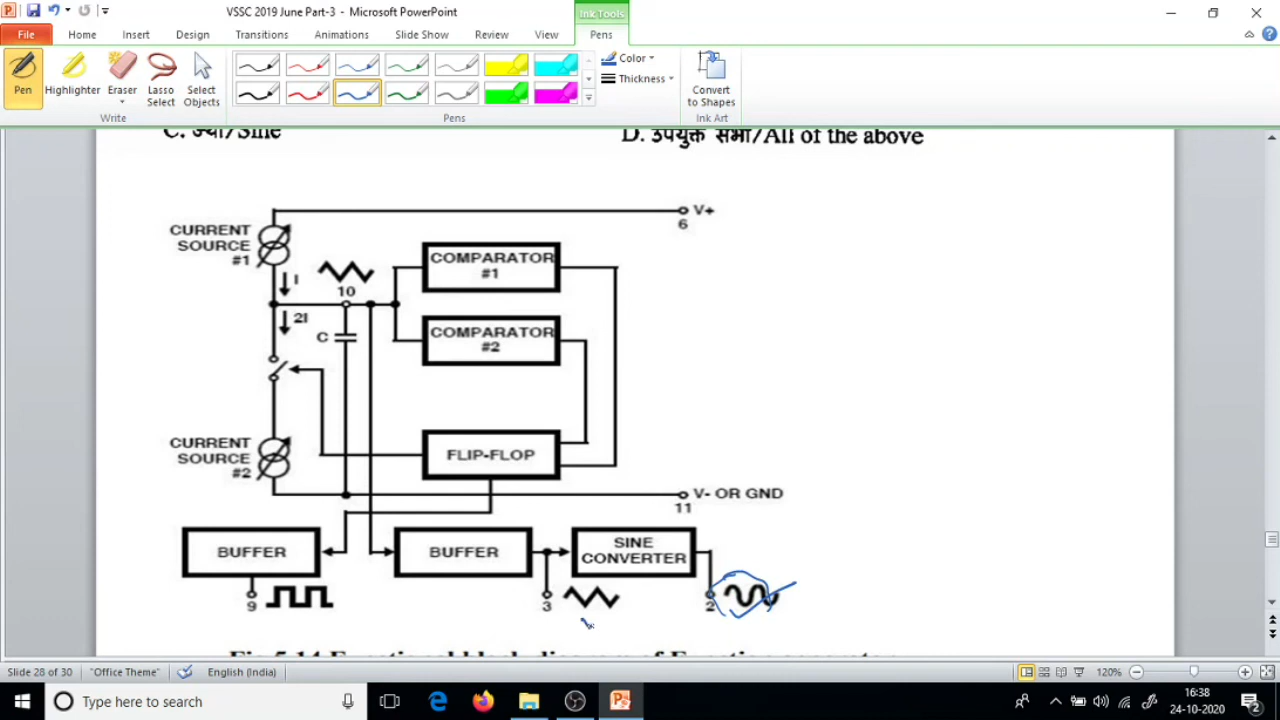 VSSC 2019 June Part-3 - Microsoft PowerPoint
Ink Tools
File Home Insert Design Transitions Animations Slide Show Review View Pens
Pen
Highlighter
Eraser
Lasso Select
Select Objects
Color
Thickness
Convert to Shapes
Write
Pens
Ink Art
C. ज्या/Sine
D. उपर्युक्त सभी/All of the above
V+
6
CURRENT
SOURCE
#1
I
10
COMPARATOR
#1
2I
C
COMPARATOR
#2
CURRENT
SOURCE
#2
FLIP-FLOP
V- OR GND
11
BUFFER
BUFFER
SINE
CONVERTER
9
3
2
Slide 28 of 30
"Office Theme"
English (India)
120%
Type here to search
16:38
24-10-2020
2